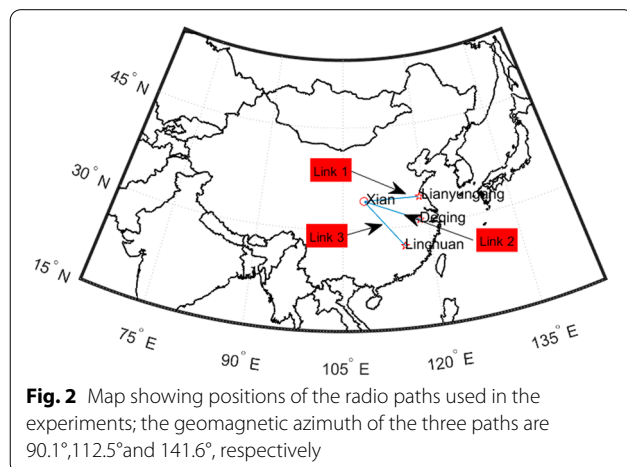 45° N
30° N
15° N
75° E
90° E
105° E
120° E
135° E
Link 1
Xian
Lianyungang
Deqing
Link 3
Linchuan
Link 2
Fig. 2 Map showing positions of the radio paths used in the
experiments; the geomagnetic azimuth of the three paths are
90.1°,112.5°and 141.6°, respectively